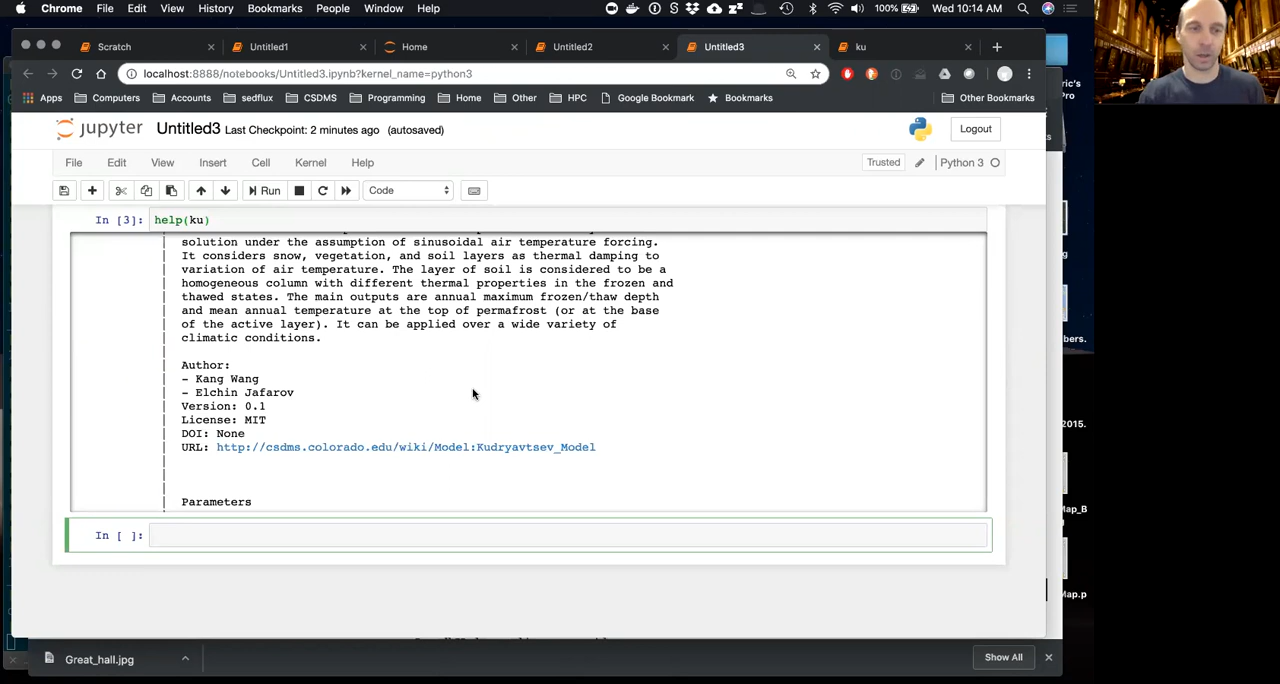 Chrome File Edit View History Bookmarks People Window Help 100% Wed 10:14 AM
Scratch Untitled1 Home Untitled2 Untitled3 ku
localhost:8888/notebooks/Untitled3.ipynb?kernel_name=python3
Apps Computers Accounts sedflux CSDMS Programming Home Other HPC Google Bookmark Bookmarks Other Bookmarks
ric's
Pro
jupyter Untitled3 Last Checkpoint: 2 minutes ago (autosaved) Logout
File Edit View Insert Cell Kernel Help Trusted Python 3
Run Code
In [3]: help(ku)
solution under the assumption of sinusoidal air temperature forcing.
It considers snow, vegetation, and soil layers as thermal damping to
variation of air temperature. The layer of soil is considered to be a
homogeneous column with different thermal properties in the frozen and
thawed states. The main outputs are annual maximum frozen/thaw depth
and mean annual temperature at the top of permafrost (or at the base
of the active layer). It can be applied over a wide variety of
climatic conditions.
mbers.
Author:
- Kang Wang
- Elchin Jafarov
Version: 0.1
License: MIT
2015.
DOI: None
URL: http://csdms.colorado.edu/wiki/Model:Kudryavtsev_Model
Parameters
Map_B
In [ ]:
Map.p
Great_hall.jpg Show All